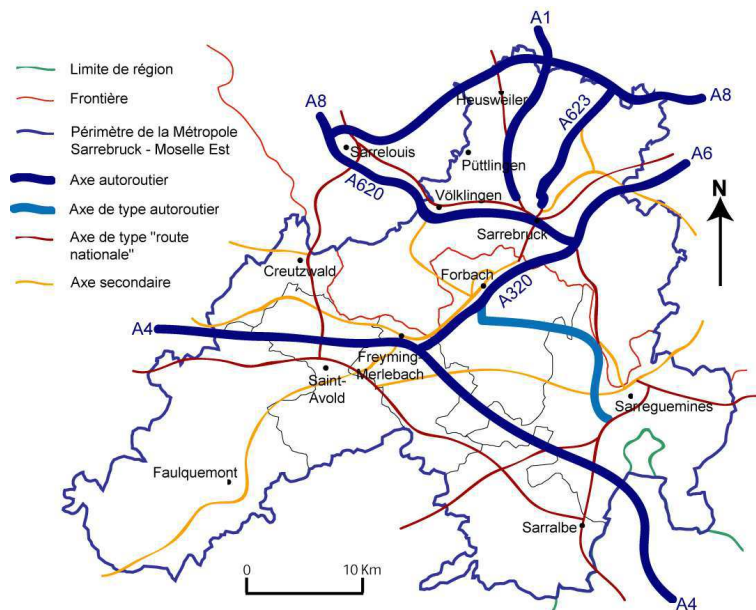 Limite de région
Frontière
Périmètre de la Métropole
Sarrebruck - Moselle Est
Axe autoroutier
Axe de type autoroutier
Axe de type "route
nationale"
Axe secondaire
A1
A8
A623
A8
Heusweiler
Sarrelouis
A620
Püttlingen
A6
Völklingen
N
Sarrebruck
Creutzwald
Forbach
A320
A4
Freyming-
Merlebach
Saint-
Avold
Sarreguemines
Faulquemont
Sarralbe
0
10 Km
A4